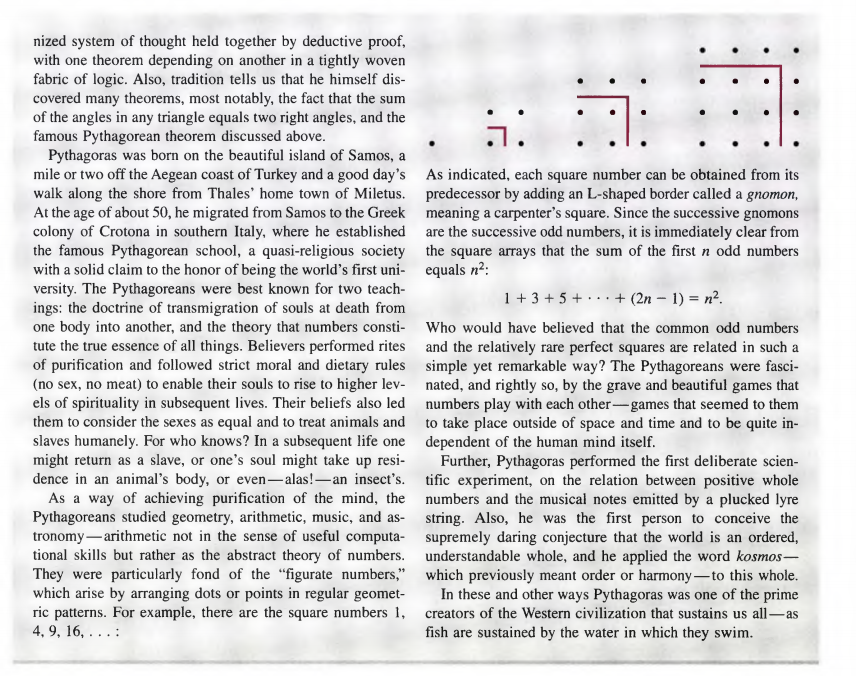 nized system of thought held together by deductive proof,
with one theorem depending on another in a tightly woven
fabric of logic. Also, tradition tells us that he himself dis-
covered many theorems, most notably, the fact that the sum
of the angles in any triangle equals two right angles, and the
famous Pythagorean theorem discussed above.
Pythagoras was born on the beautiful island of Samos, a
mile or two off the Aegean coast of Turkey and a good day's
walk along the shore from Thales' home town of Miletus.
At the age of about 50, he migrated from Samos to the Greek
colony of Crotona in southern Italy, where he established
the famous Pythagorean school, a quasi-religious society
with a solid claim to the honor of being the world's first uni-
versity. The Pythagoreans were best known for two teach-
ings: the doctrine of transmigration of souls at death from
one body into another, and the theory that numbers consti-
tute the true essence of all things. Believers performed rites
of purification and followed strict moral and dietary rules
(no sex, no meat) to enable their souls to rise to higher lev-
els of spirituality in subsequent lives. Their beliefs also led
them to consider the sexes as equal and to treat animals and
slaves humanely. For who knows? In a subsequent life one
might return as a slave, or one's soul might take up resi-
dence in an animal's body, or even—alas!—an insect's.
As a way of achieving purification of the mind, the
Pythagoreans studied geometry, arithmetic, music, and as-
tronomy—arithmetic not in the sense of useful computa-
tional skills but rather as the abstract theory of numbers.
They were particularly fond of the "figurate numbers,"
which arise by arranging dots or points in regular geomet-
ric patterns. For example, there are the square numbers 1,
4, 9, 16, . . . :
As indicated, each square number can be obtained from its
predecessor by adding an L-shaped border called a gnomon,
meaning a carpenter's square. Since the successive gnomons
are the successive odd numbers, it is immediately clear from
the square arrays that the sum of the first n odd numbers
equals n²:
1 + 3 + 5 + · · · + (2n − 1) = n².
Who would have believed that the common odd numbers
and the relatively rare perfect squares are related in such a
simple yet remarkable way? The Pythagoreans were fasci-
nated, and rightly so, by the grave and beautiful games that
numbers play with each other—games that seemed to them
to take place outside of space and time and to be quite in-
dependent of the human mind itself.
Further, Pythagoras performed the first deliberate scien-
tific experiment, on the relation between positive whole
numbers and the musical notes emitted by a plucked lyre
string. Also, he was the first person to conceive the
supremely daring conjecture that the world is an ordered,
understandable whole, and he applied the word kosmos—
which previously meant order or harmony—to this whole.
In these and other ways Pythagoras was one of the prime
creators of the Western civilization that sustains us all—as
fish are sustained by the water in which they swim.